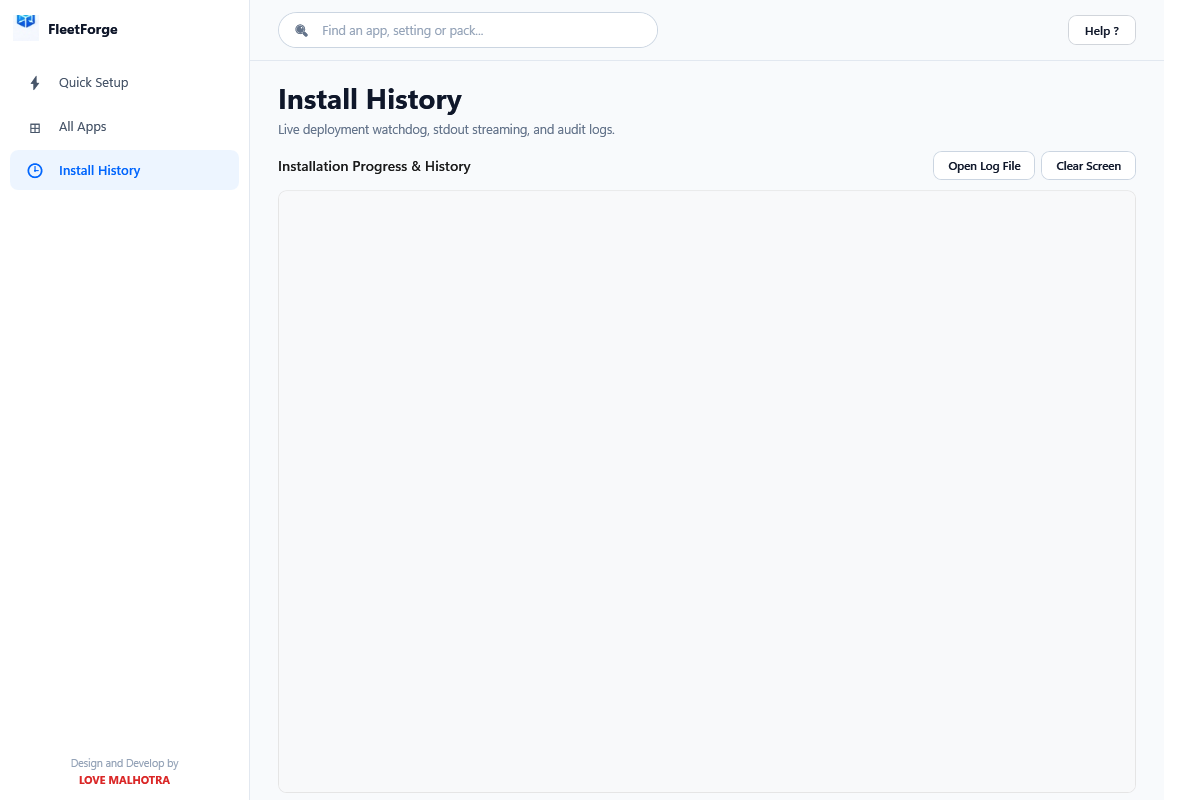 FleetForge
Find an app, setting or pack...
Help ?
Quick Setup
All Apps
Install History
Install History
Live deployment watchdog, stdout streaming, and audit logs.
Installation Progress & History
Open Log File
Clear Screen
Design and Develop by
LOVE MALHOTRA